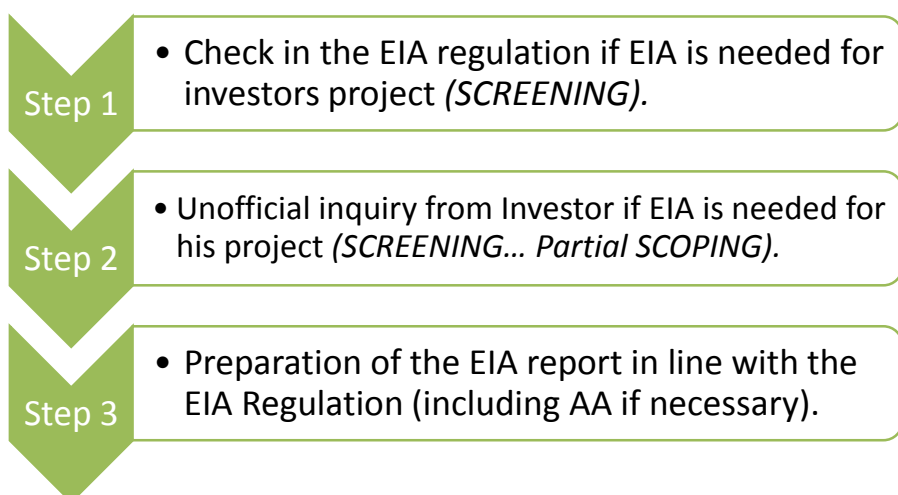 Step 1
• Check in the EIA regulation if EIA is needed for
investors project (SCREENING).
Step 2
• Unofficial inquiry from Investor if EIA is needed for
his project (SCREENING... Partial SCOPING).
Step 3
• Preparation of the EIA report in line with the
EIA Regulation (including AA if necessary).